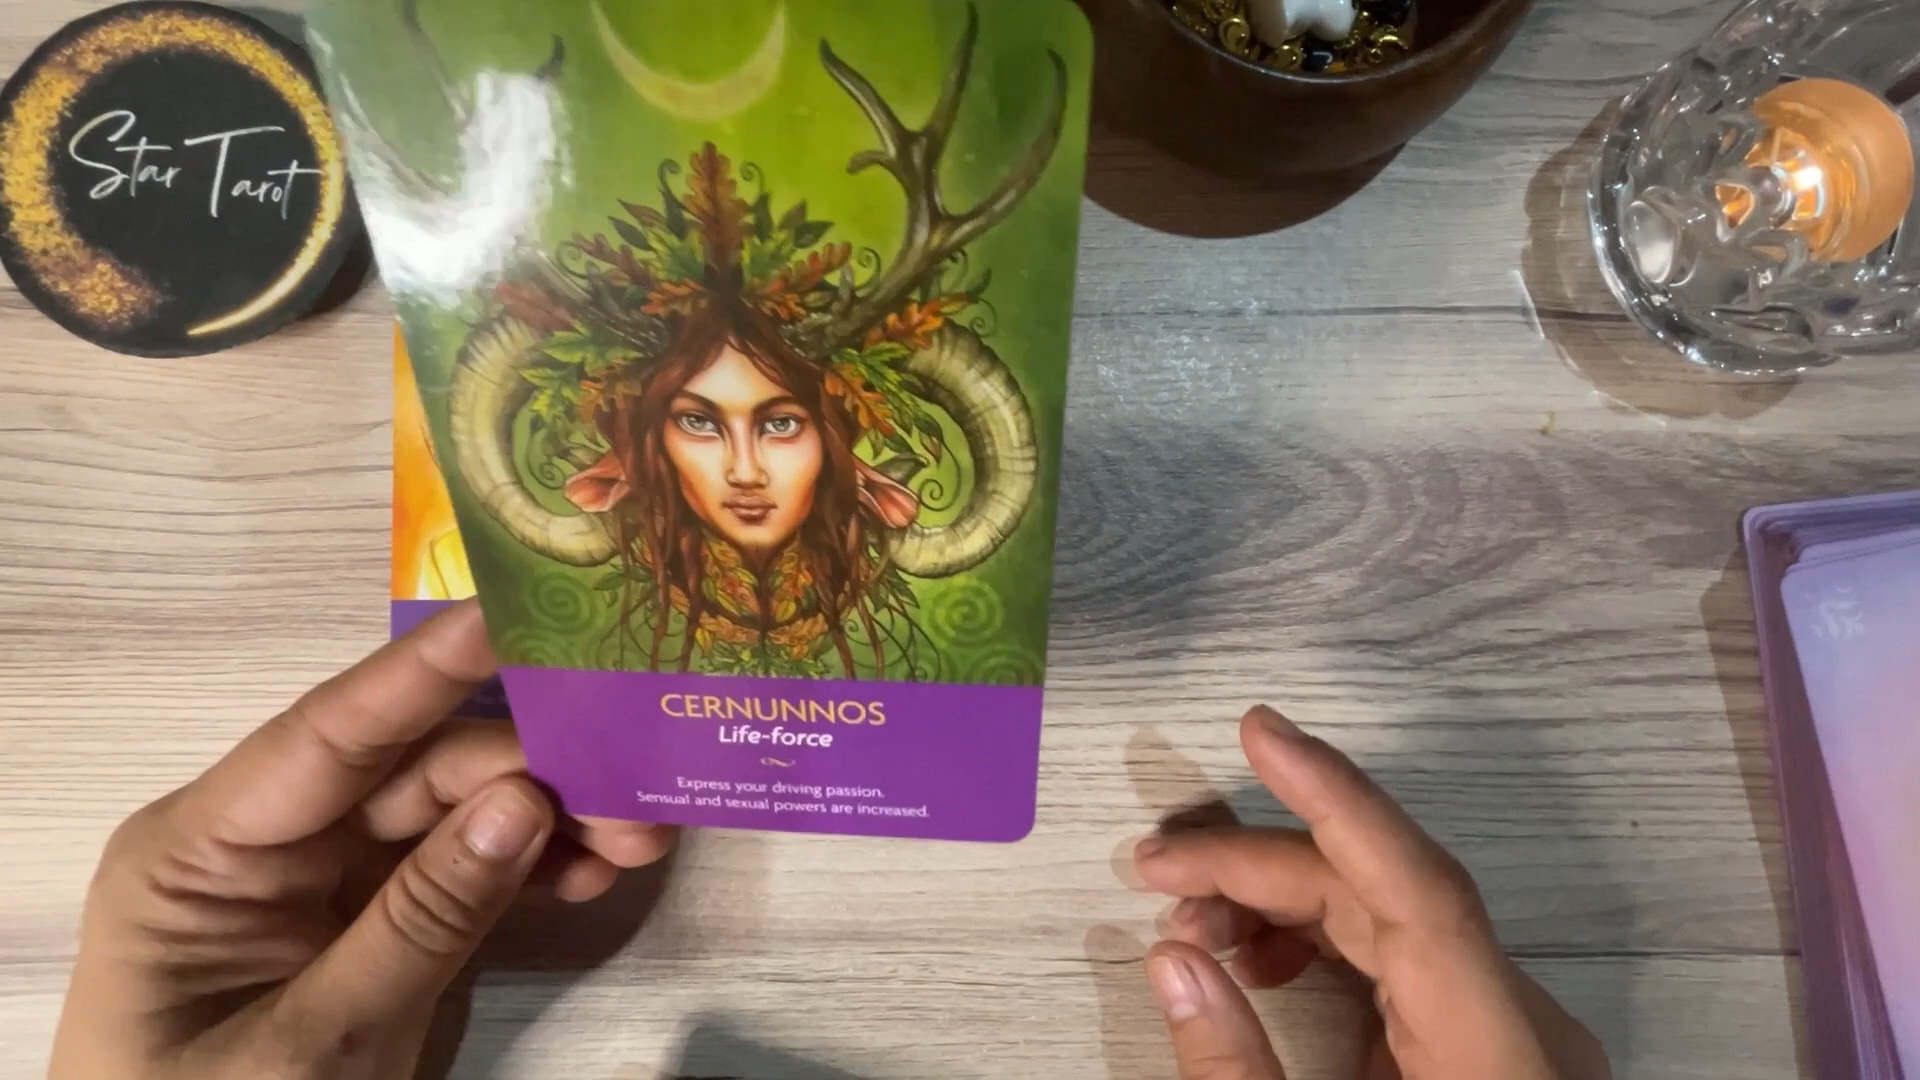 Star Tarot
CERNUNNOS
Life-force
Express your driving passion.
Sensual and sexual powers are increased.